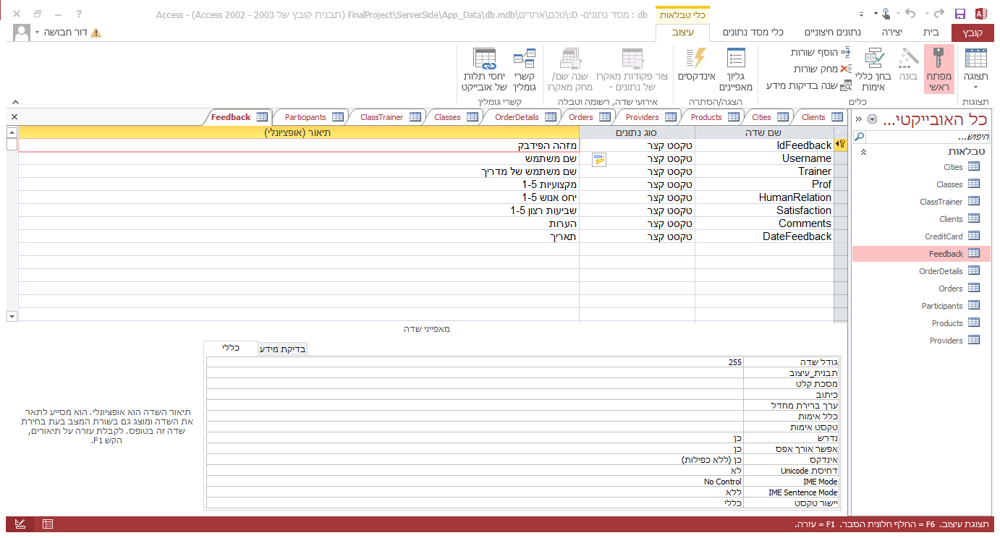 db : מסד נתונים- D:\טכם\אתרים\FinalProject\ServerSide\App_Data\db.mdb (תבנית קובץ של Access 2002 - 2003) - Access
כלי טבלאות
קובץ
בית
יצירה
נתונים חיצוניים
כלי מסד נתונים
עיצוב
דור חבושה
תצוגה
מפתח ראשי
בונה
בחן כללי אימות
הוסף שורות
מחק שורות
שנה בדיקות מידע
גליון מאפיינים
אינדקסים
צור פקודות מאקרו של נתונים
שנה שם/ מחק מאקרו
קשרי גומלין
יחסי תלות של אובייקט
תצוגות
כלים
הצגה/הסתרה
אירועי שדה, רשומה וטבלה
קשרי גומלין
כל האובייקטי...
חיפוש...
טבלאות
Cities
Classes
ClassTrainer
Clients
CreditCard
Feedback
OrderDetails
Orders
Participants
Products
Providers
Clients
Cities
Products
Providers
Orders
OrderDetails
Classes
ClassTrainer
Participants
Feedback
שם שדה סוג נתונים תיאור (אופציונלי)
IdFeedback טקסט קצר מזהה הפידבק
Username טקסט קצר שם משתמש
Trainer טקסט קצר שם משתמש של מדריך
Prof טקסט קצר מקצועיות 1-5
HumanRelation טקסט קצר יחס אנוש 1-5
Satisfaction טקסט קצר שביעות רצון 1-5
Comments טקסט קצר הערות
DateFeedback טקסט קצר תאריך
מאפייני שדה
כללי
בדיקת מידע
גודל שדה 255
תבנית_עיצוב
מסכת קלט
כיתוב
ערך ברירת מחדל
כלל אימות
טקסט אימות
נדרש כן
אפשר אורך אפס כן
אינדקס כן (ללא כפילות)
דחיסת Unicode לא
IME Mode No Control
IME Sentence Mode ללא
יישור טקסט כללי
תיאור השדה הוא אופציונלי. הוא מסייע לתאר
את השדה ומוצג גם בשורת המצב בעת בחירת
שדה זה בטופס. לקבלת עזרה על תיאורים,
הקש F1.
תצוגת עיצוב. F6 = החלף חלונית הסבר. F1 = עזרה.